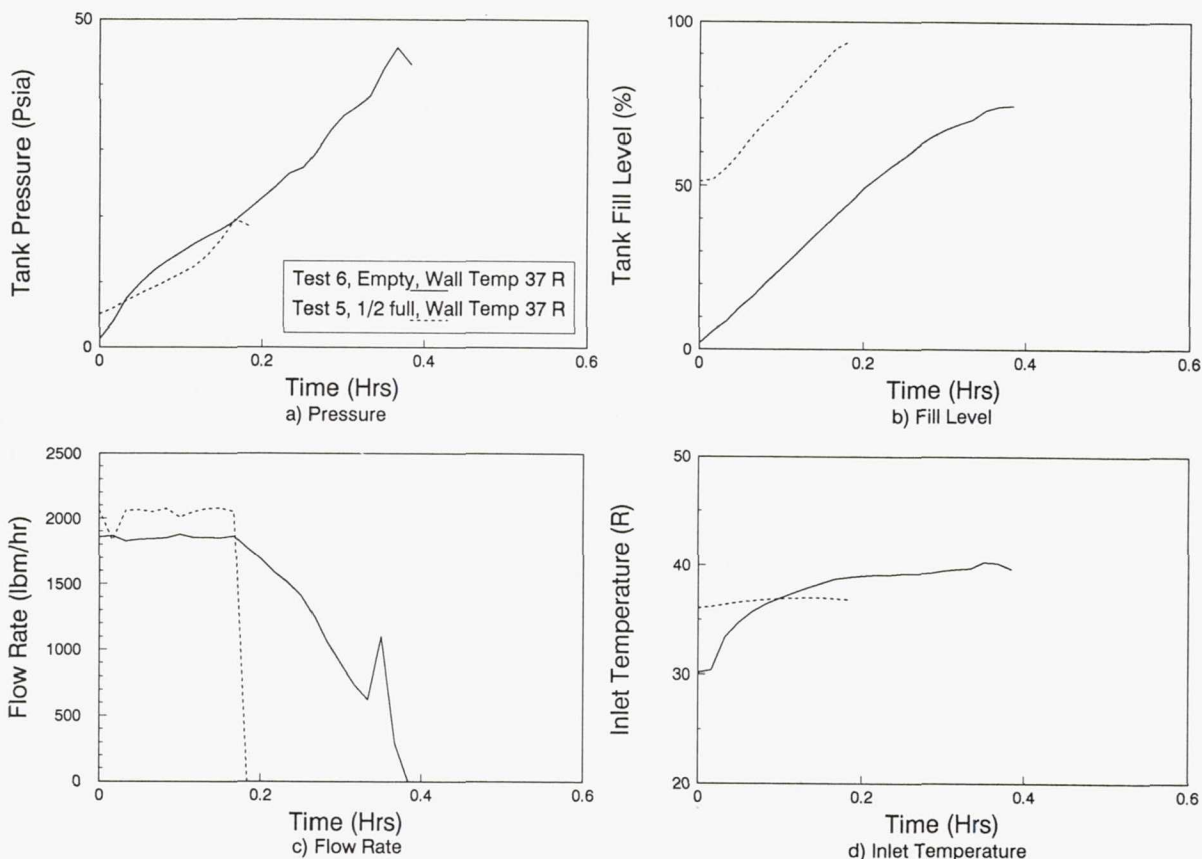 50
Tank Pressure (Psia)
0
Test 6, Empty, Wall Temp 37 R
Test 5, 1/2 full, Wall Temp 37 R
0
0.2
0.4
0.6
Time (Hrs)
a) Pressure
100
Tank Fill Level (%)
50
0
0
0.2
0.4
0.6
Time (Hrs)
b) Fill Level
2500
2000
1500
1000
500
0
Flow Rate (lbm/hr)
0
0.2
0.4
0.6
Time (Hrs)
c) Flow Rate
50
40
30
20
Inlet Temperature (R)
0
0.2
0.4
0.6
Time (Hrs)
d) Inlet Temperature